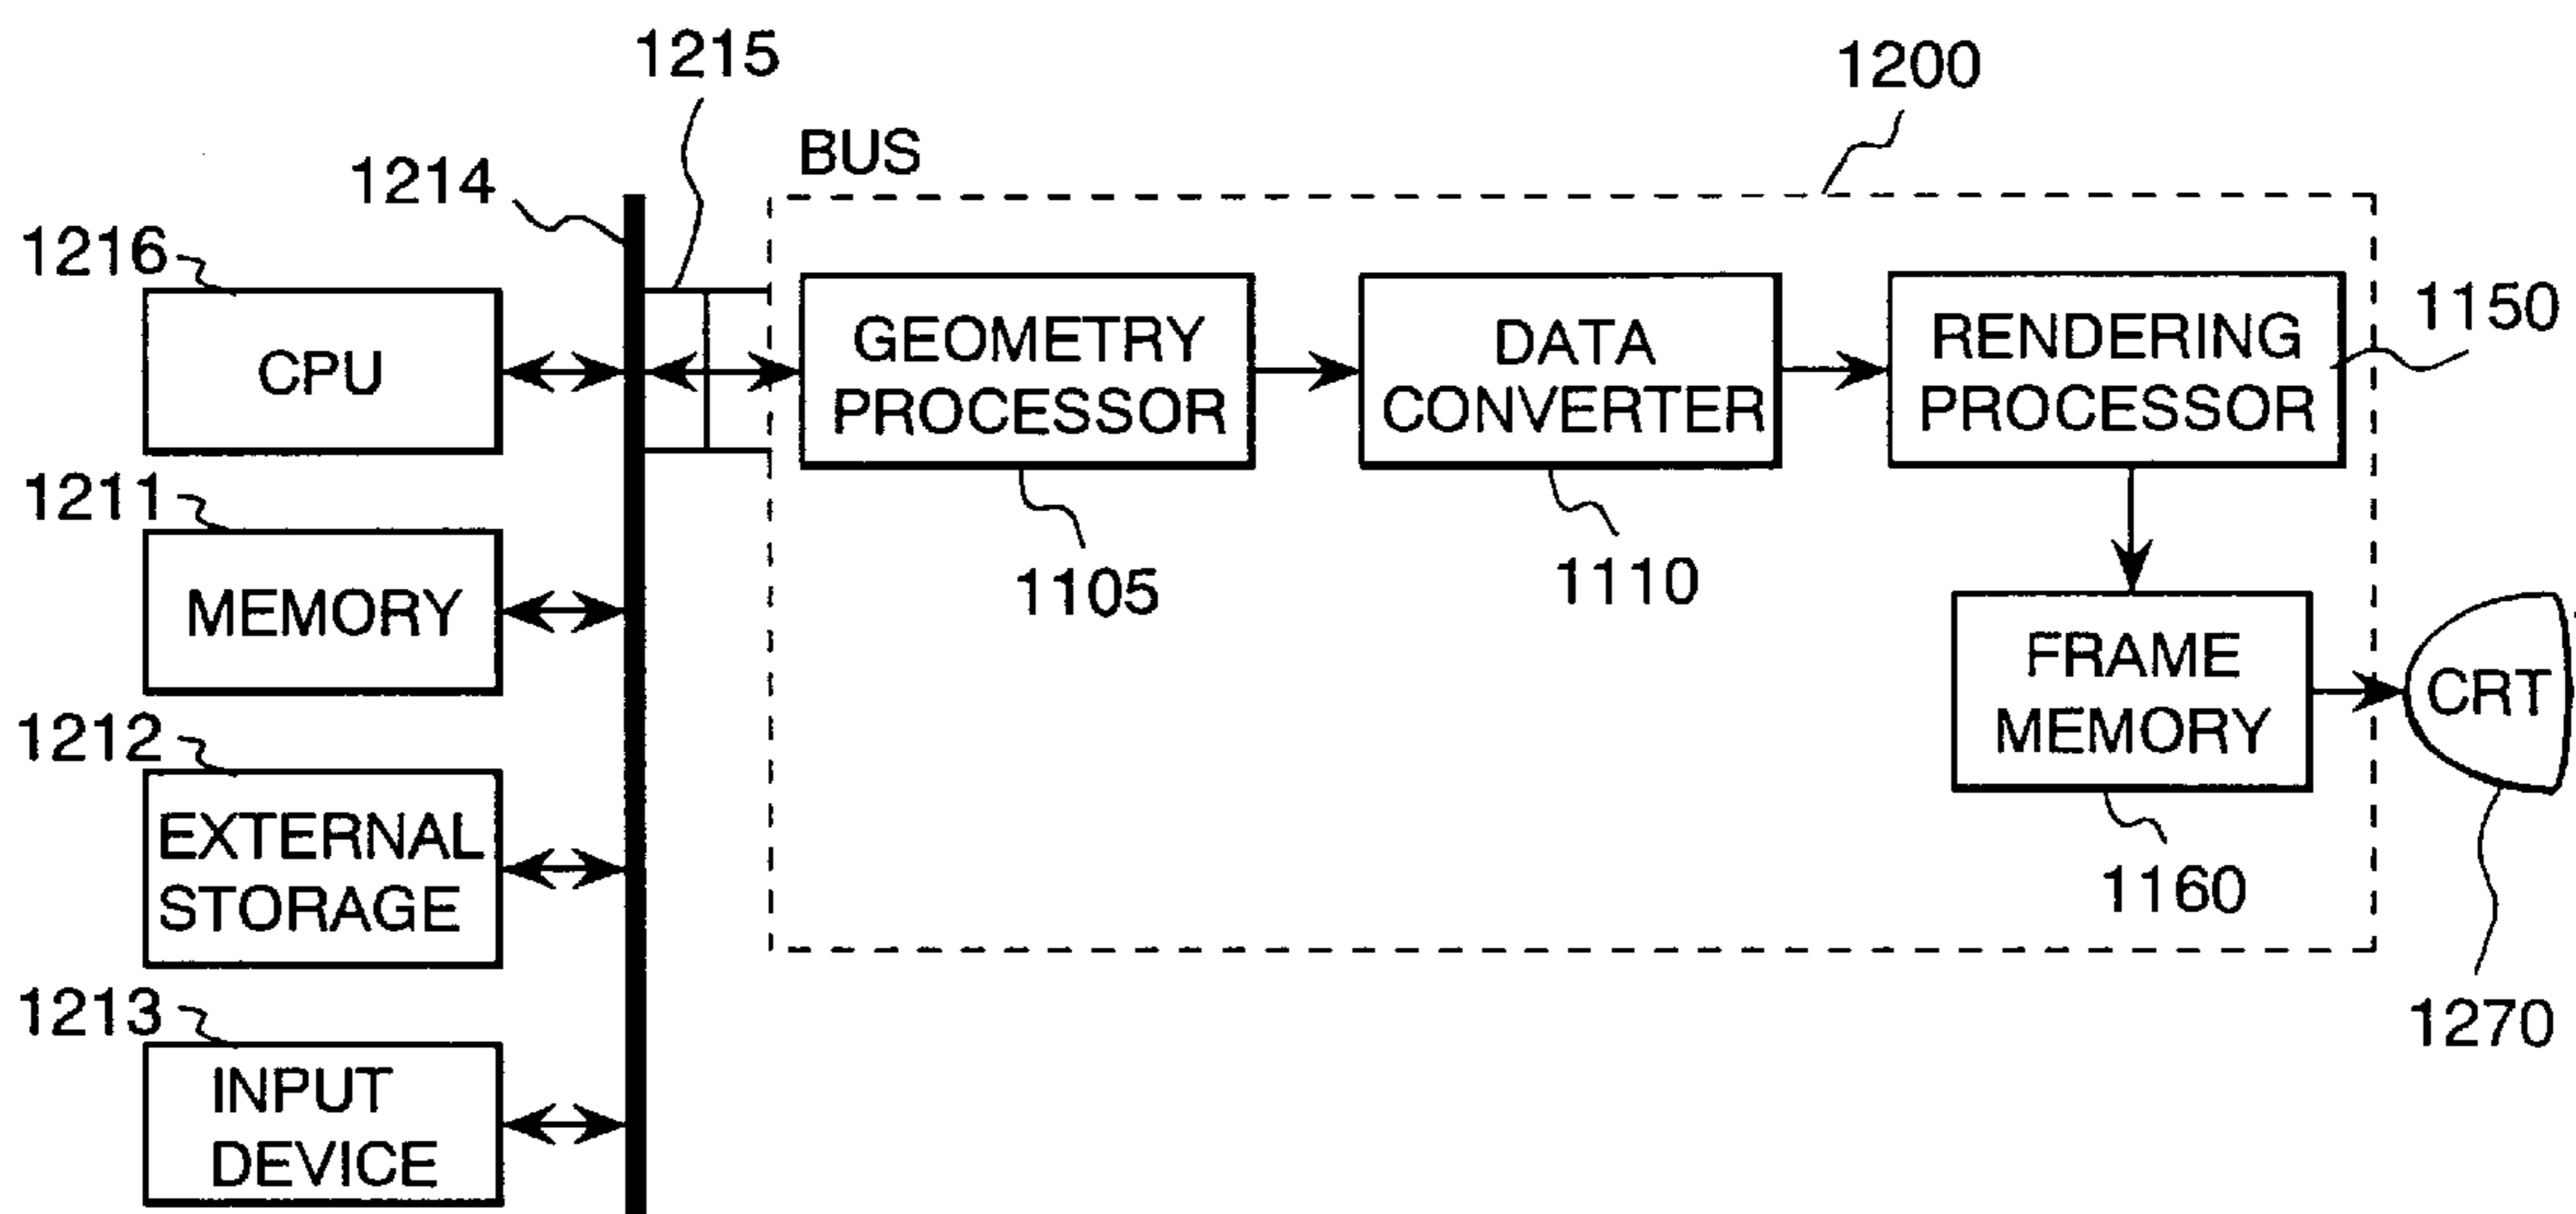 1215
1200
BUS
1214
1216
CPU
GEOMETRY
PROCESSOR
DATA
CONVERTER
RENDERING
PROCESSOR
1150
1211
MEMORY
1105
1110
FRAME
MEMORY
CRT
1212
EXTERNAL
STORAGE
1160
1213
INPUT
DEVICE
1270